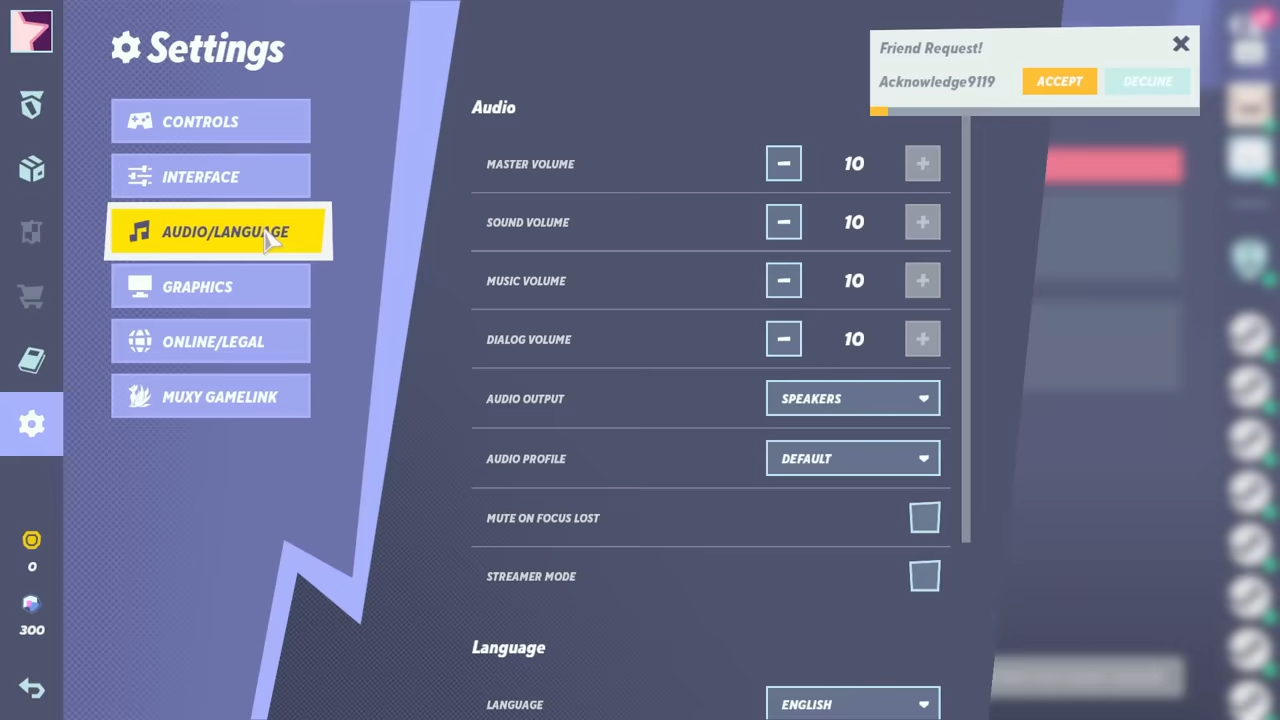 Settings
CONTROLS
INTERFACE
AUDIO/LANGUAGE
GRAPHICS
ONLINE/LEGAL
MUXY GAMELINK
0
300
Friend Request!
Acknowledge9119
ACCEPT
DECLINE
Audio
MASTER VOLUME
10
SOUND VOLUME
10
MUSIC VOLUME
10
DIALOG VOLUME
10
AUDIO OUTPUT
SPEAKERS
AUDIO PROFILE
DEFAULT
MUTE ON FOCUS LOST
STREAMER MODE
Language
LANGUAGE
ENGLISH